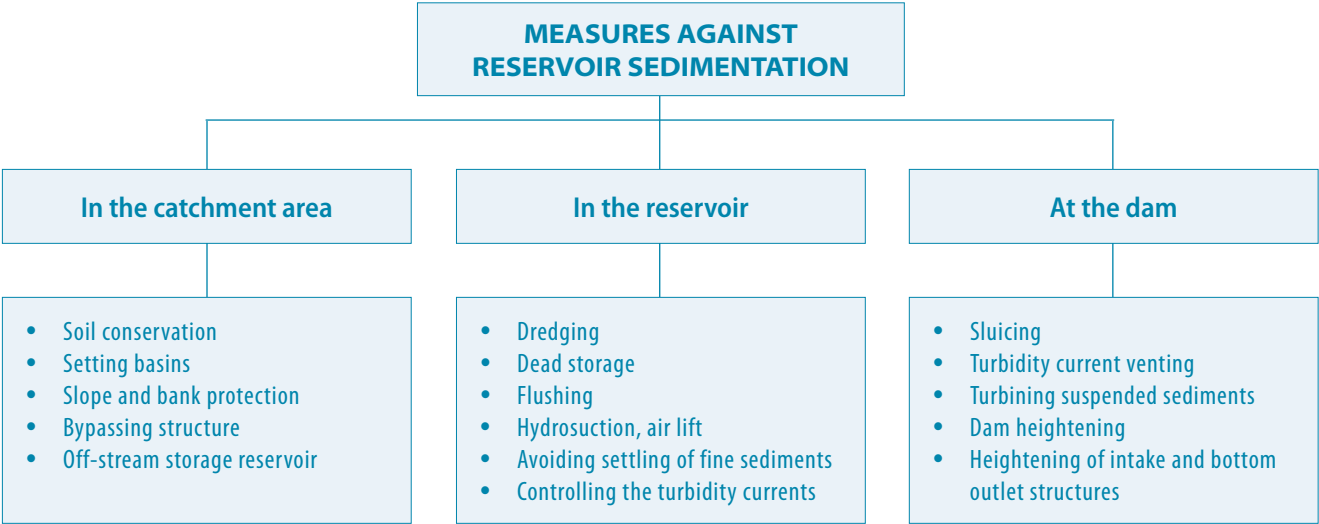 MEASURES AGAINST
RESERVOIR SEDIMENTATION
In the catchment area
• Soil conservation
• Setting basins
• Slope and bank protection
• Bypassing structure
• Off-stream storage reservoir
In the reservoir
• Dredging
• Dead storage
• Flushing
• Hydrosuction, air lift
• Avoiding settling of fine sediments
• Controlling the turbidity currents
At the dam
• Sluicing
• Turbidity current venting
• Turbining suspended sediments
• Dam heightening
• Heightening of intake and bottom
outlet structures